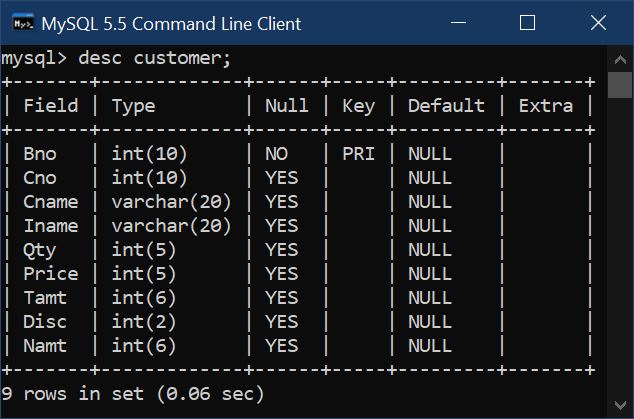 MySQL 5.5 Command Line Client
mysql> desc customer;
+-------+-------------+------+-----+---------+-------+
| Field | Type        | Null | Key | Default | Extra |
+-------+-------------+------+-----+---------+-------+
| Bno   | int(10)     | NO   | PRI | NULL    |       |
| Cno   | int(10)     | YES  |     | NULL    |       |
| Cname | varchar(20) | YES  |     | NULL    |       |
| Iname | varchar(20) | YES  |     | NULL    |       |
| Qty   | int(5)      | YES  |     | NULL    |       |
| Price | int(5)      | YES  |     | NULL    |       |
| Tamt  | int(6)      | YES  |     | NULL    |       |
| Disc  | int(2)      | YES  |     | NULL    |       |
| Namt  | int(6)      | YES  |     | NULL    |       |
+-------+-------------+------+-----+---------+-------+
9 rows in set (0.06 sec)